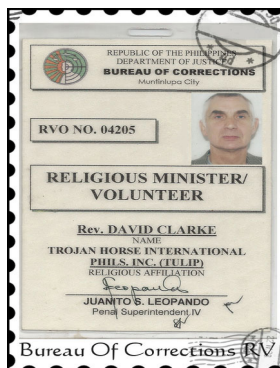 REPUBLIC OF THE PHILIPPINES
DEPARTMENT OF JUSTICE
BUREAU OF CORRECTIONS
Muntinlupa City
RVO NO. 04205
RELIGIOUS MINISTER/
VOLUNTEER
Rev. DAVID CLARKE
NAME
TROJAN HORSE INTERNATIONAL
PHILS. INC. (TULIP)
RELIGIOUS AFFILIATION
JUANITO S. LEOPANDO
Penal Superintendent IV
Bureau Of Corrections RV